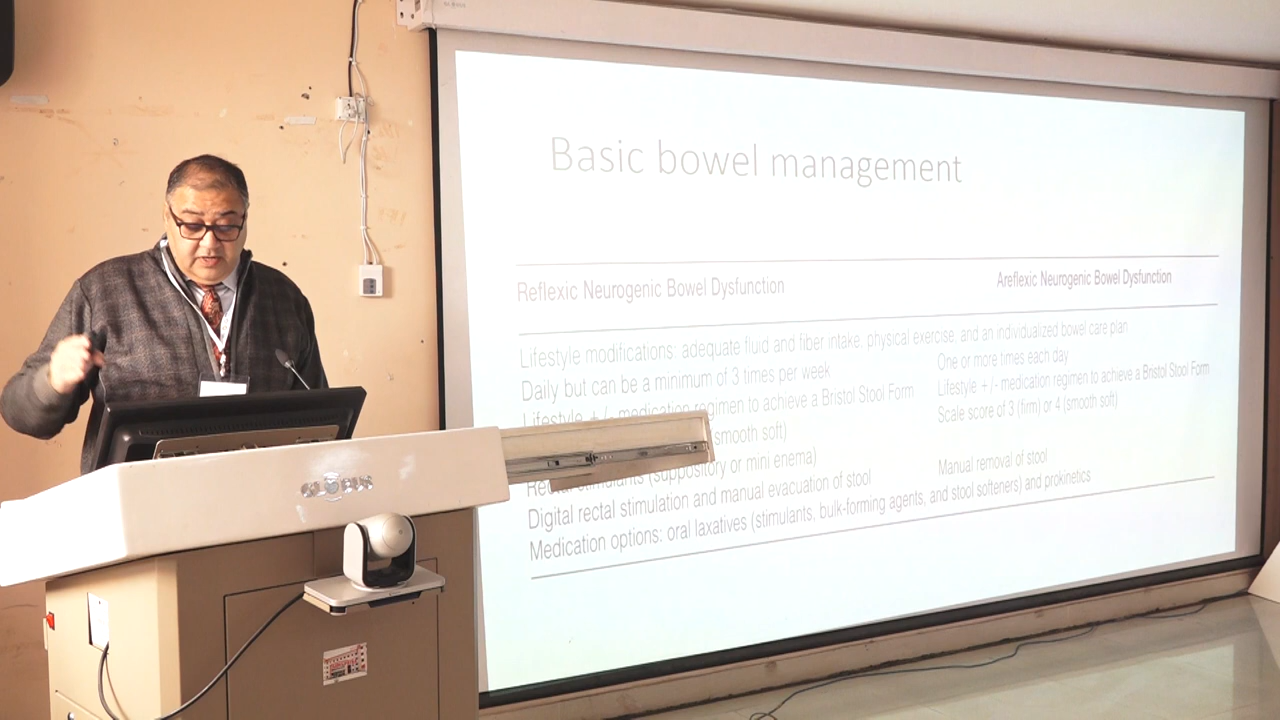 Basic bowel management
Reflexic Neurogenic Bowel Dysfunction
Areflexic Neurogenic Bowel Dysfunction
Lifestyle modifications: adequate fluid and fiber intake, physical exercise, and an individualized bowel care plan
Daily but can be a minimum of 3 times per week
One or more times each day
Lifestyle +/- medication regimen to achieve a Bristol Stool Form
Lifestyle +/- medication regimen to achieve a Bristol Stool Form
smooth soft)
Scale score of 3 (firm) or 4 (smooth soft)
Rectal stimulants (suppository or mini enema)
Digital rectal stimulation and manual evacuation of stool
Manual removal of stool
Medication options: oral laxatives (stimulants, bulk-forming agents, and stool softeners) and prokinetics